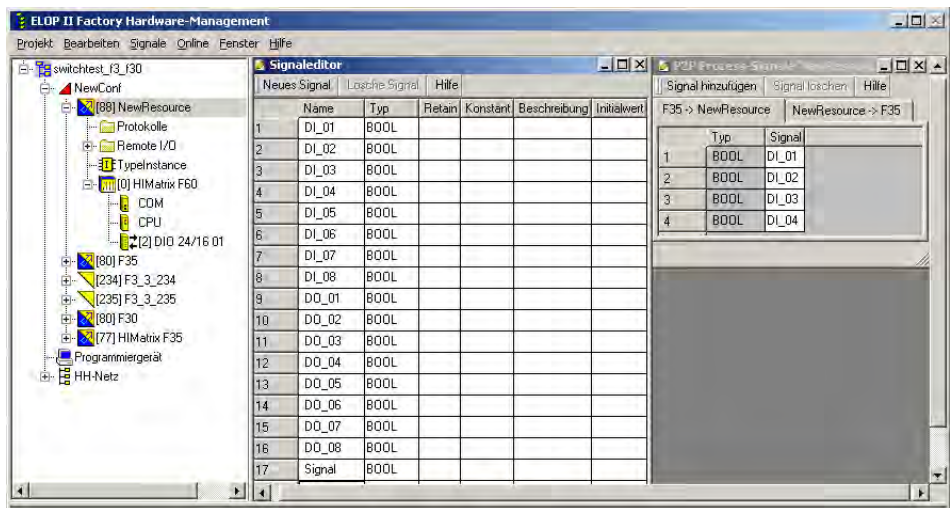 ELOP II Factory Hardware-Management
Projekt Bearbeiten Signale Online Fenster Hilfe
switchtest_f3_f30
NewConf
[88] NewResource
Protokolle
Remote I/O
TypeInstance
[0] HIMatrix F60
COM
CPU
[2] DIO 24/16 01
[80] F35
[234] F3_3_234
[235] F3_3_235
[80] F30
[77] HIMatrix F35
Programmiergerät
HH-Netz
Signaleditor
Neues Signal Lösche Signal Hilfe
Name Typ Retain Konstant Beschreibung Initialwert
1 DI_01 BOOL
2 DI_02 BOOL
3 DI_03 BOOL
4 DI_04 BOOL
5 DI_05 BOOL
6 DI_06 BOOL
7 DI_07 BOOL
8 DI_08 BOOL
9 DO_01 BOOL
10 DO_02 BOOL
11 DO_03 BOOL
12 DO_04 BOOL
13 DO_05 BOOL
14 DO_06 BOOL
15 DO_07 BOOL
16 DO_08 BOOL
17 Signal BOOL
P2P Prozess-Signale
Signal hinzufügen Signal löschen Hilfe
F35 -> NewResource NewResource -> F35
Typ Signal
1 BOOL DI_01
2 BOOL DI_02
3 BOOL DI_03
4 BOOL DI_04